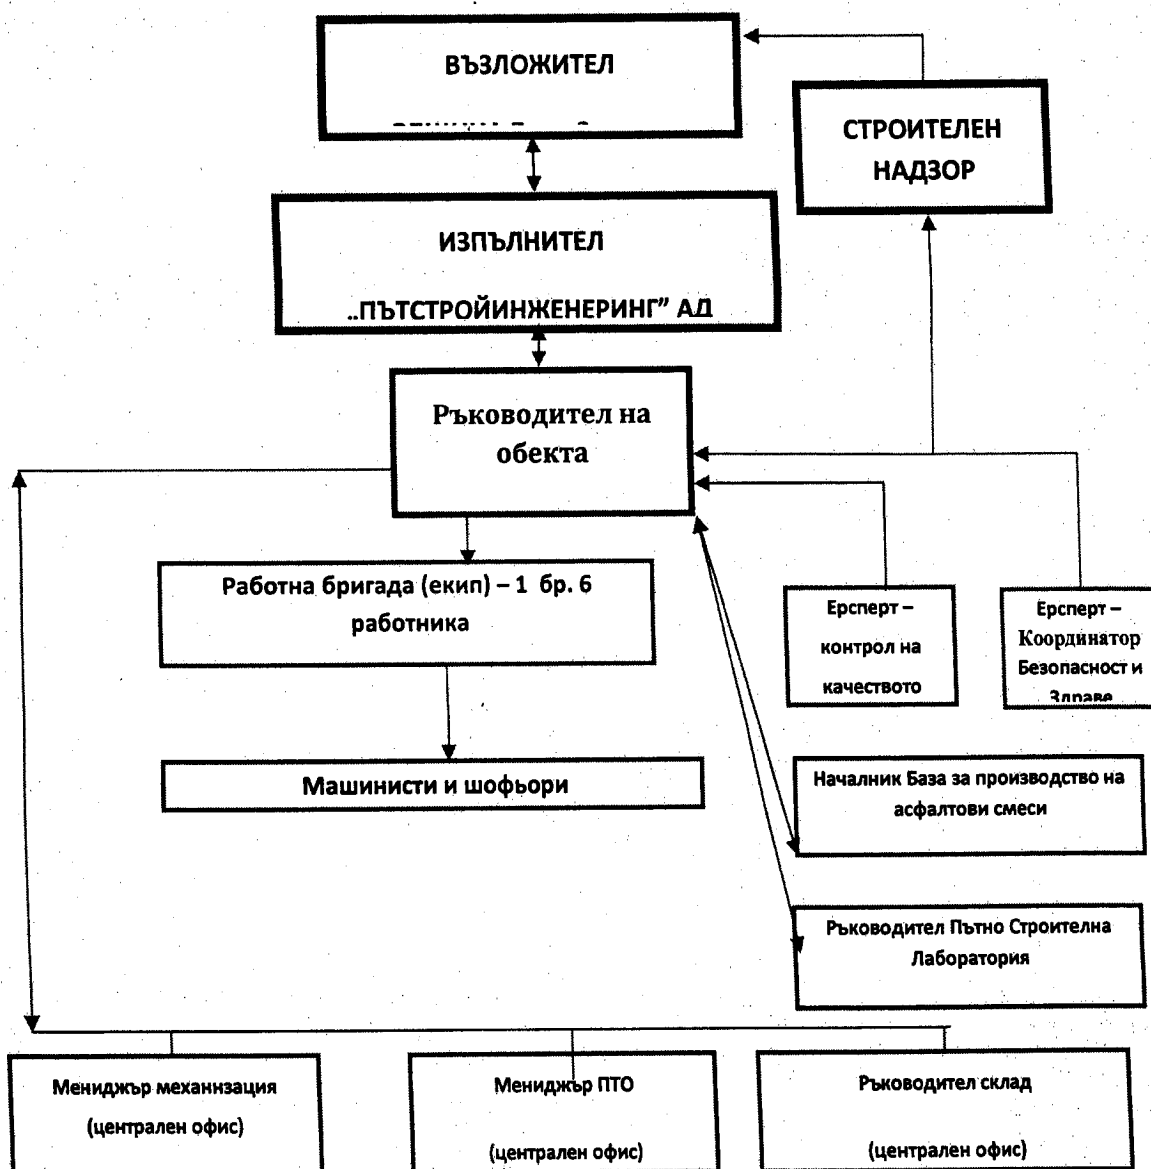 ВЪЗЛОЖИТЕЛ
СТРОИТЕЛЕН
НАДЗОР
ИЗПЪЛНИТЕЛ
„ПЪТСТРОЙИНЖЕНЕРИНГ” АД
Ръководител на
обекта
Работна бригада (екип) – 1 бр. 6
работника
Машинисти и шофьори
Ерсперт –
контрол на
качеството
Ерсперт –
Координатор
Безопасност и
Здраве
Началник База за производство на
асфалтови смеси
Ръководител Пътно Строителна
Лаборатория
Мениджър механизация
(централен офис)
Мениджър ПТО
(централен офис)
Ръководител склад
(централен офис)